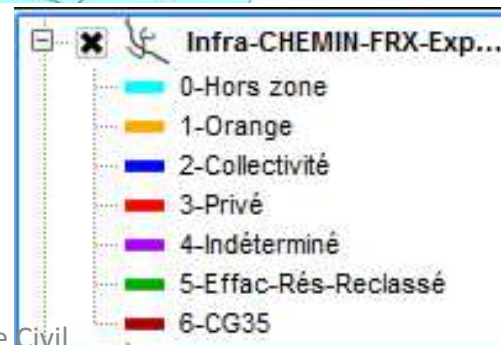 Infra-CHEMIN-FRX-Exp...
0-Hors zone
1-Orange
2-Collectivité
3-Privé
4-Indéterminé
5-Effac-Rés-Reclassé
6-CG35
e Civil